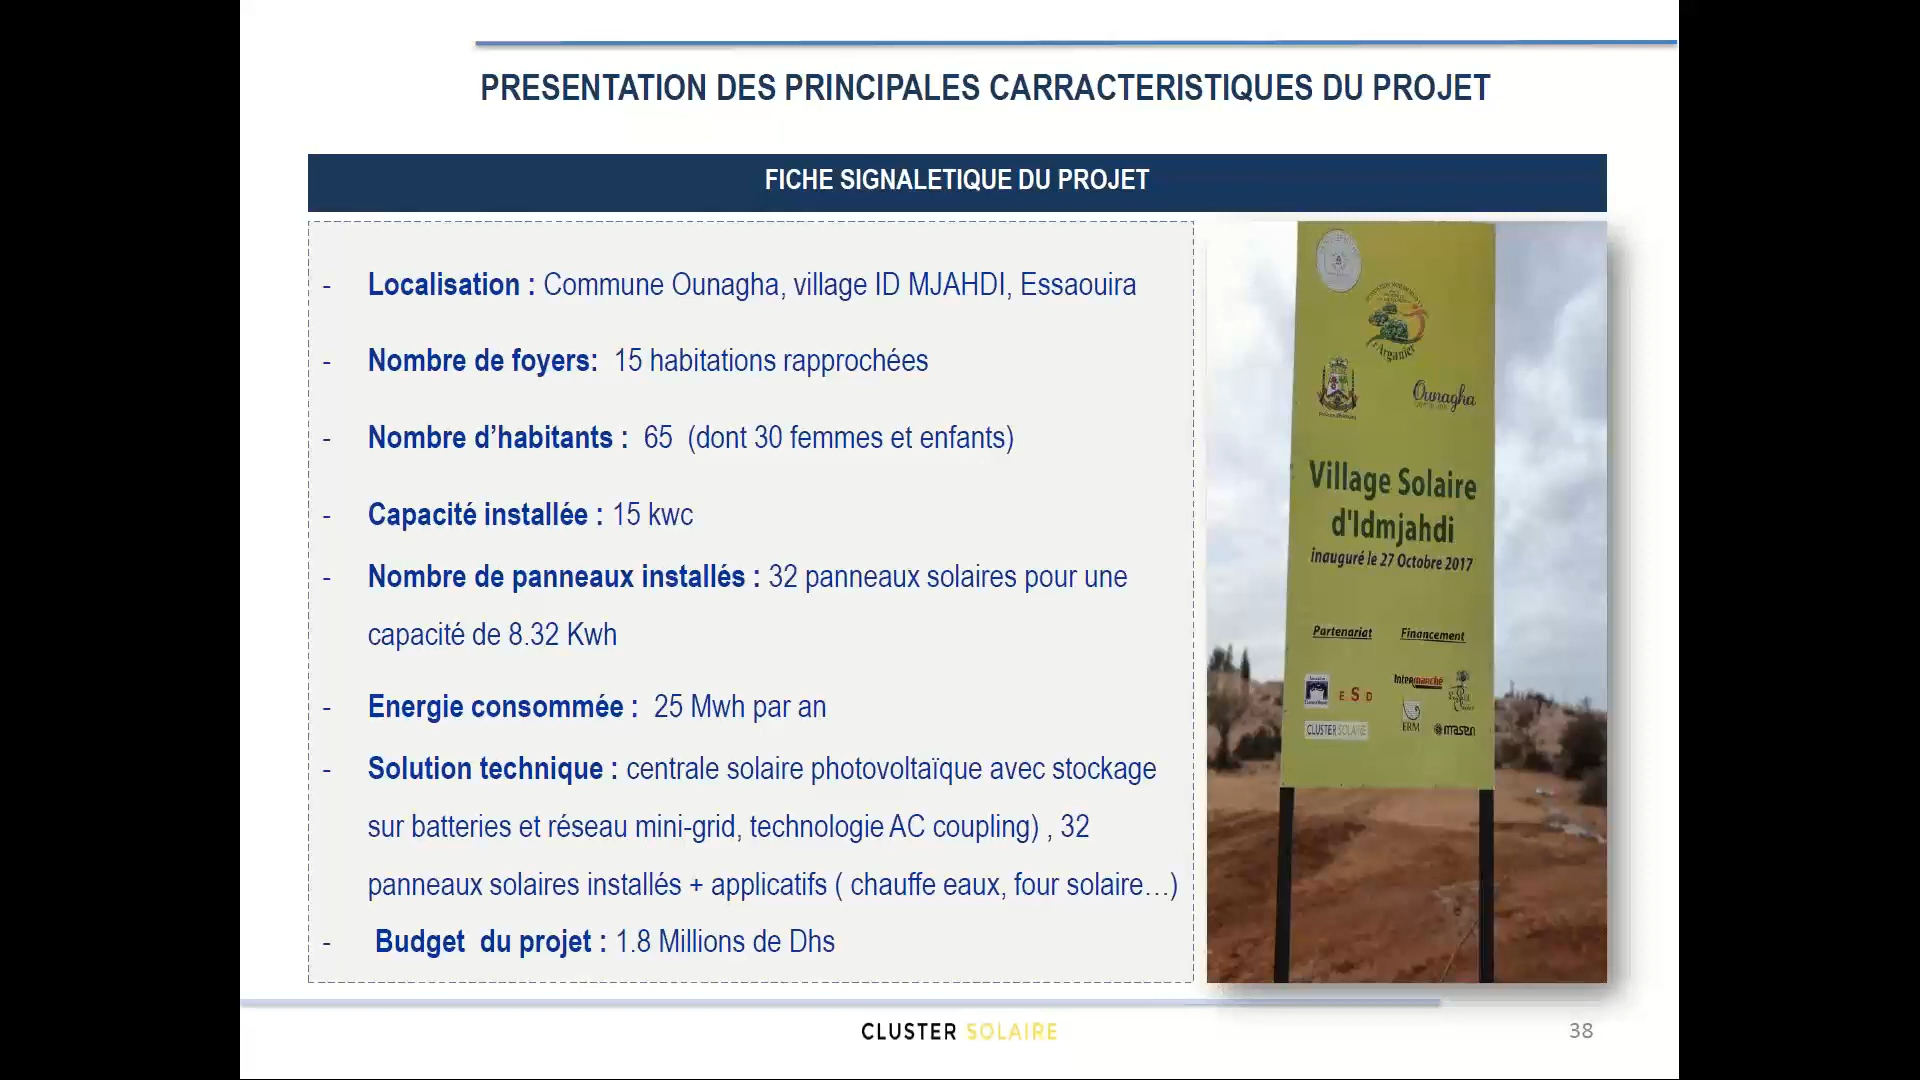 PRESENTATION DES PRINCIPALES CARRACTERISTIQUES DU PROJET
FICHE SIGNALETIQUE DU PROJET
- Localisation : Commune Ounagha, village ID MJAHDI, Essaouira
- Nombre de foyers: 15 habitations rapprochées
- Nombre d’habitants : 65 (dont 30 femmes et enfants)
- Capacité installée : 15 kwc
- Nombre de panneaux installés : 32 panneaux solaires pour une
capacité de 8.32 Kwh
- Energie consommée : 25 Mwh par an
- Solution technique : centrale solaire photovoltaïque avec stockage
sur batteries et réseau mini-grid, technologie AC coupling) , 32
panneaux solaires installés + applicatifs ( chauffe eaux, four solaire…)
- Budget du projet : 1.8 Millions de Dhs
l'Arganier
Ounagha
Village Solaire
d'Idmjahdi
inauguré le 27 Octobre 2017
Partenariat Financement
Intermarché
E S D
ERM
CLUSTER SOLAIRE
masen
CLUSTER SOLAIRE
38